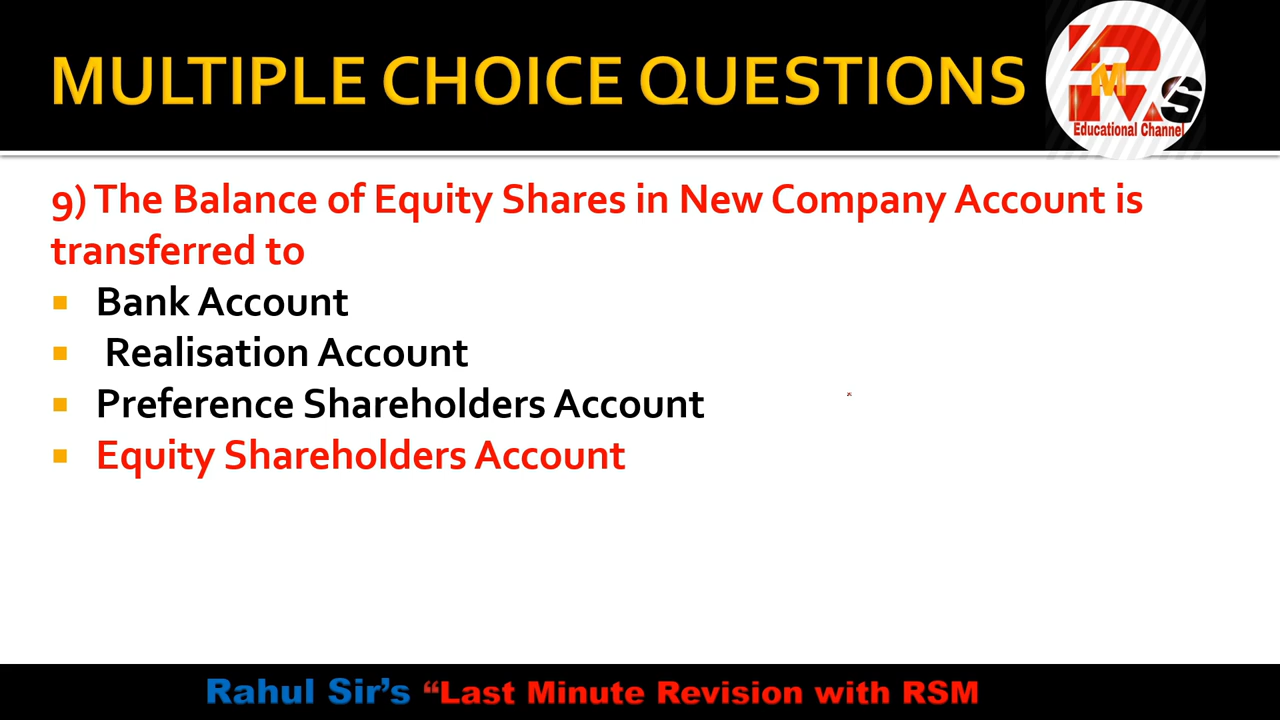 MULTIPLE CHOICE QUESTIONS
RMS
Educational Channel
9) The Balance of Equity Shares in New Company Account is
transferred to
Bank Account
Realisation Account
Preference Shareholders Account
Equity Shareholders Account
Rahul Sir's “Last Minute Revision with RSM